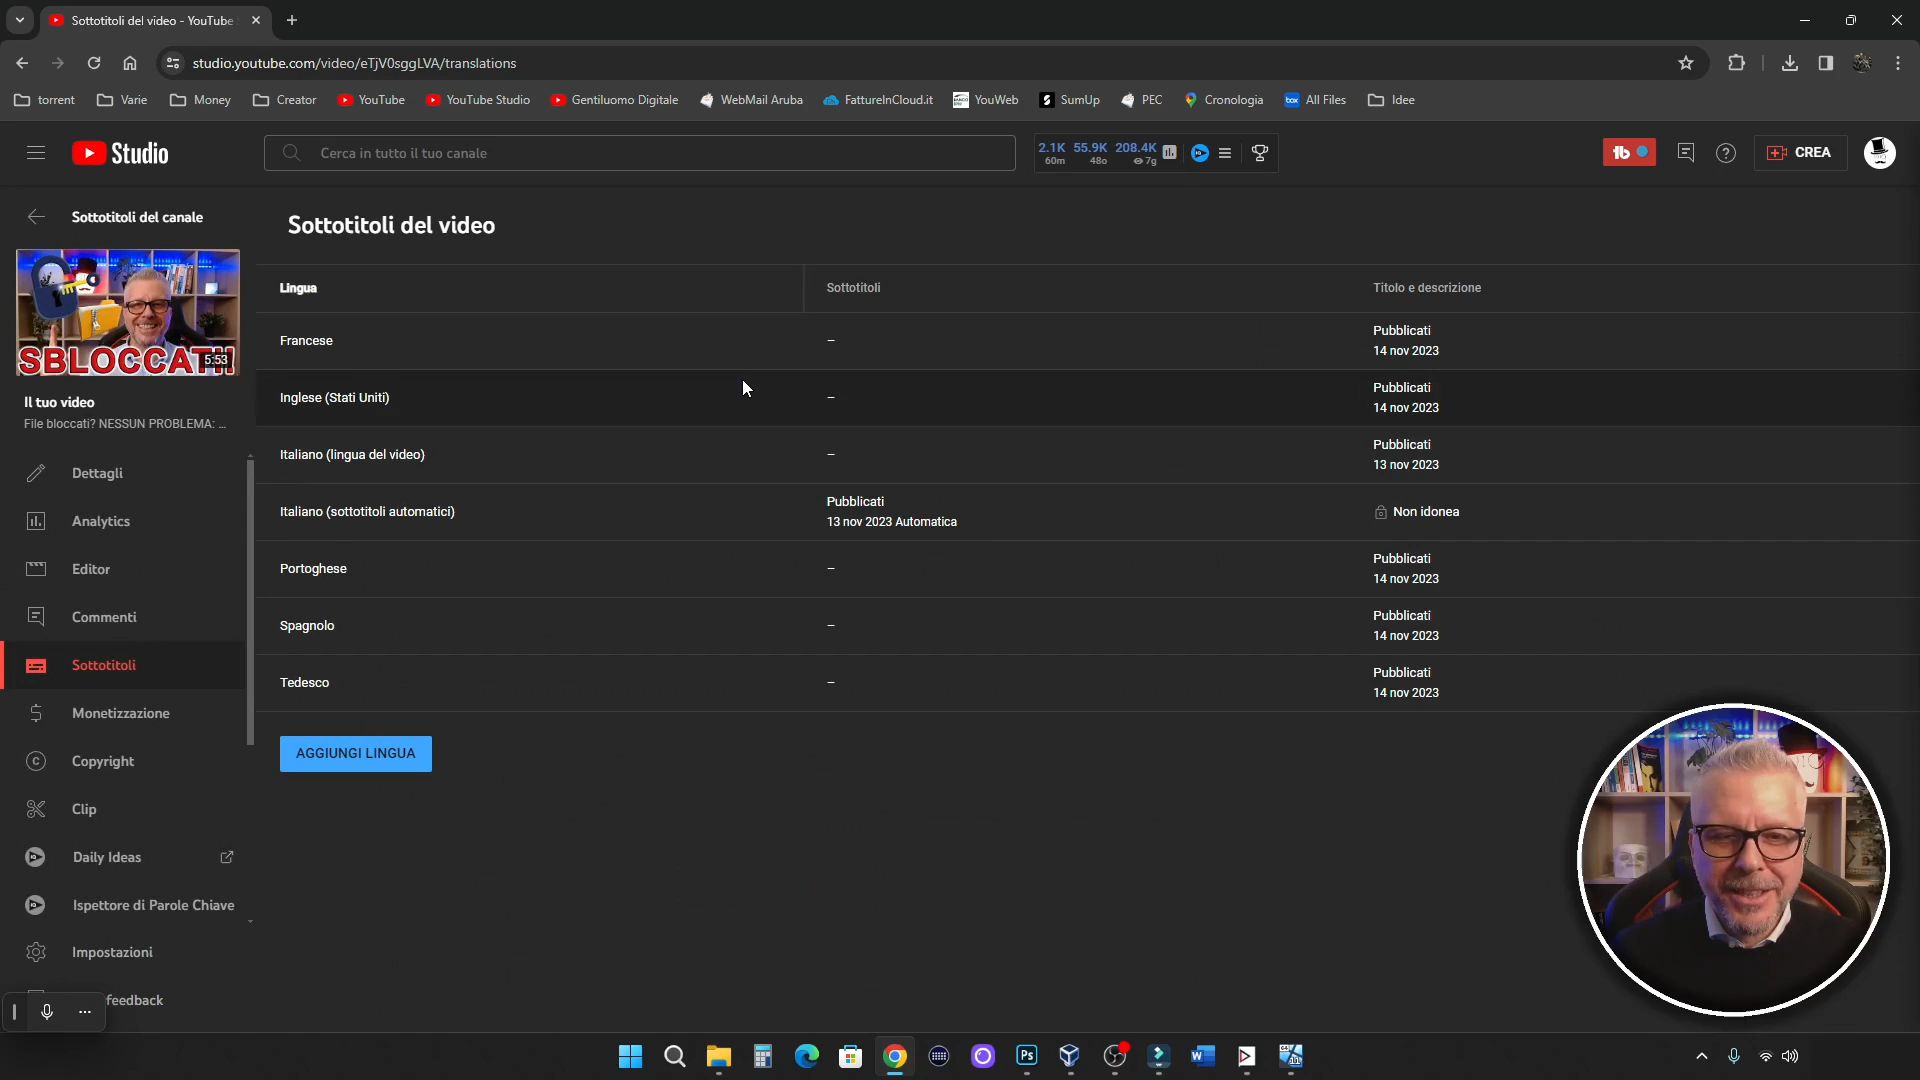 Sottotitoli del video - YouTube
studio.youtube.com/video/eTjV0sggLVA/translations
torrent
Varie
Money
Creator
YouTube
YouTube Studio
Gentiluomo Digitale
WebMail Aruba
FattureInCloud.it
YouWeb
SumUp
PEC
Cronologia
All Files
Idee
Studio
Cerca in tutto il tuo canale
2.1K 55.9K 208.4K
60m 48o 7g
tb
CREA
Sottotitoli del canale
Sottotitoli del video
SBLOCCATI!
5:53
Il tuo video
File bloccati? NESSUN PROBLEMA: ...
Lingua Sottotitoli Titolo e descrizione
Francese – Pubblicati
14 nov 2023
Inglese (Stati Uniti) – Pubblicati
14 nov 2023
Italiano (lingua del video) – Pubblicati
13 nov 2023
Italiano (sottotitoli automatici) Pubblicati
13 nov 2023 Automatica
Non idonea
Portoghese – Pubblicati
14 nov 2023
Spagnolo – Pubblicati
14 nov 2023
Tedesco – Pubblicati
14 nov 2023
AGGIUNGI LINGUA
Dettagli
Analytics
Editor
Commenti
Sottotitoli
Monetizzazione
Copyright
Clip
Daily Ideas
Ispettore di Parole Chiave
Impostazioni
feedback
Ps
W